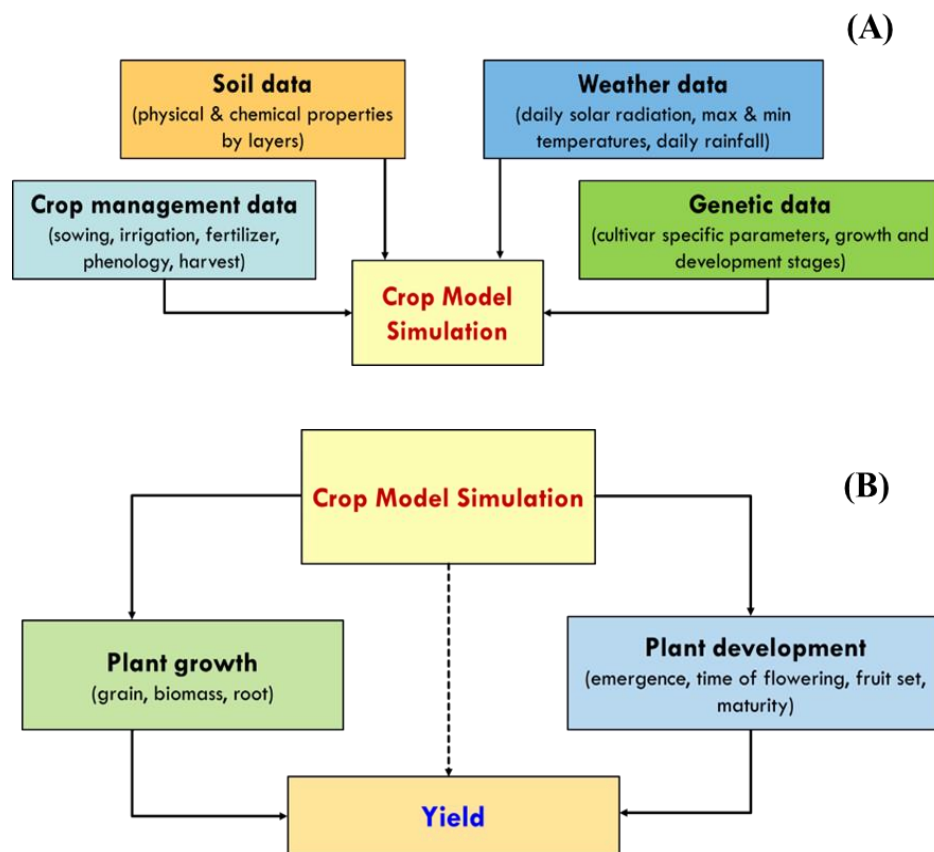 (A)
Soil data
(physical & chemical properties
by layers)
Weather data
(daily solar radiation, max & min
temperatures, daily rainfall)
Crop management data
(sowing, irrigation, fertilizer,
phenology, harvest)
Genetic data
(cultivar specific parameters, growth and
development stages)
Crop Model
Simulation
(B)
Crop Model Simulation
Plant growth
(grain, biomass, root)
Plant development
(emergence, time of flowering, fruit set,
maturity)
Yield